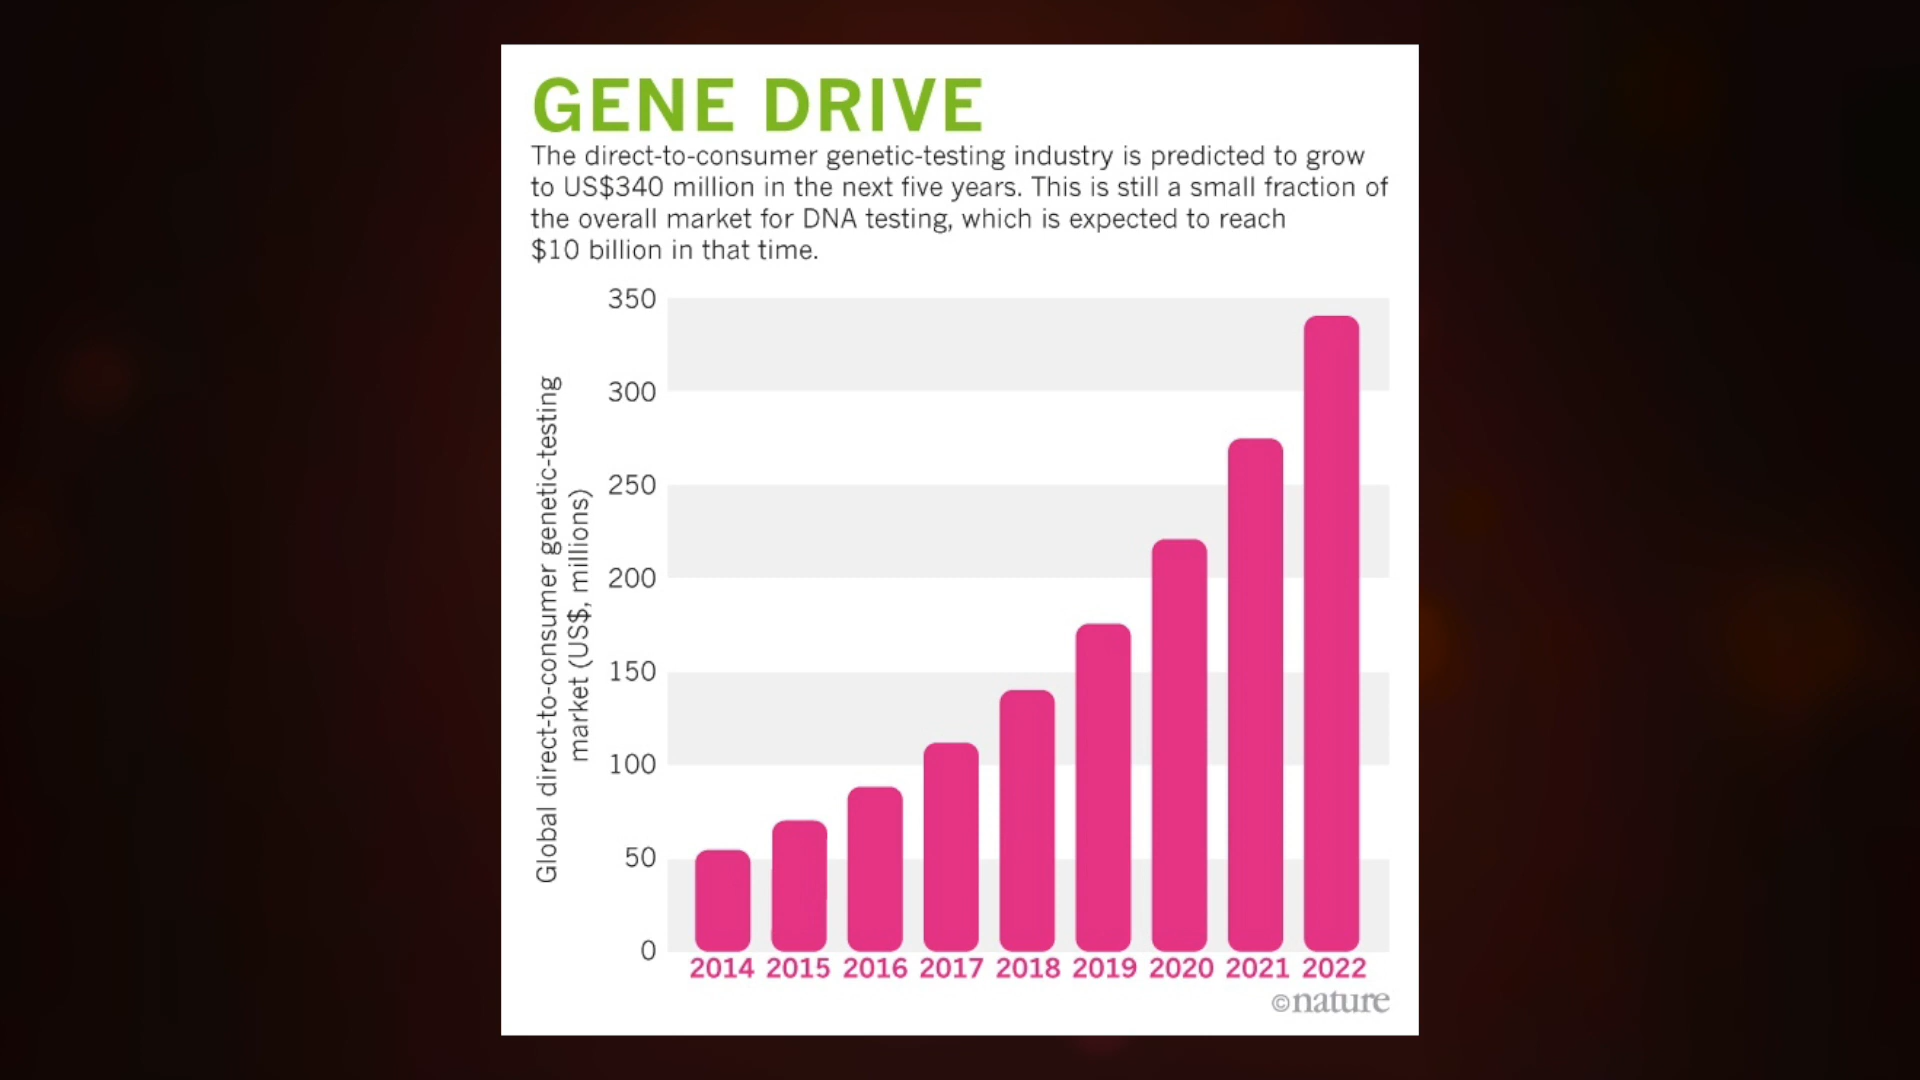 GENE DRIVE
The direct-to-consumer genetic-testing industry is predicted to grow
to US$340 million in the next five years. This is still a small fraction of
the overall market for DNA testing, which is expected to reach
$10 billion in that time.
Global direct-to-consumer genetic-testing
market (US$, millions)
350
300
250
200
150
100
50
0
2014 2015 2016 2017 2018 2019 2020 2021 2022
©nature